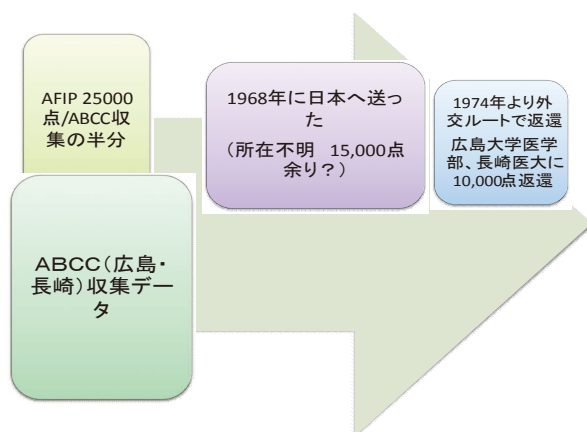 AFIP 25000
点/ABCC収
集の半分
ABCC(広島・
長崎)収集デー
タ
1968年に日本へ送っ
た
(所在不明 15,000点
余り?)
1974年より外
交ルートで返還
広島大学医学
部、長崎医大に
10,000点返還